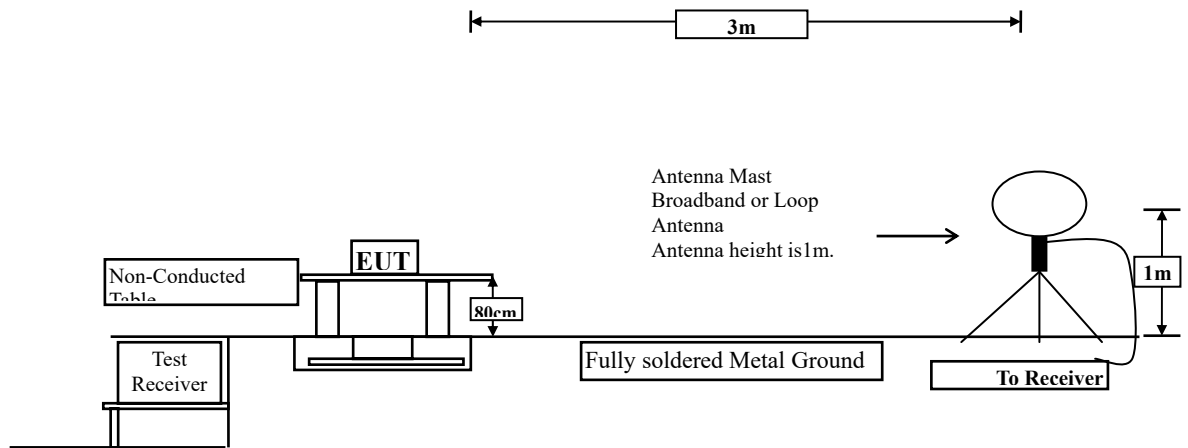 3m
Antenna Mast
Broadband or Loop
Antenna
Antenna height is1m.
EUT
Non-Conducted
Table
80cm
1m
Test
Receiver
Fully soldered Metal Ground
To Receiver